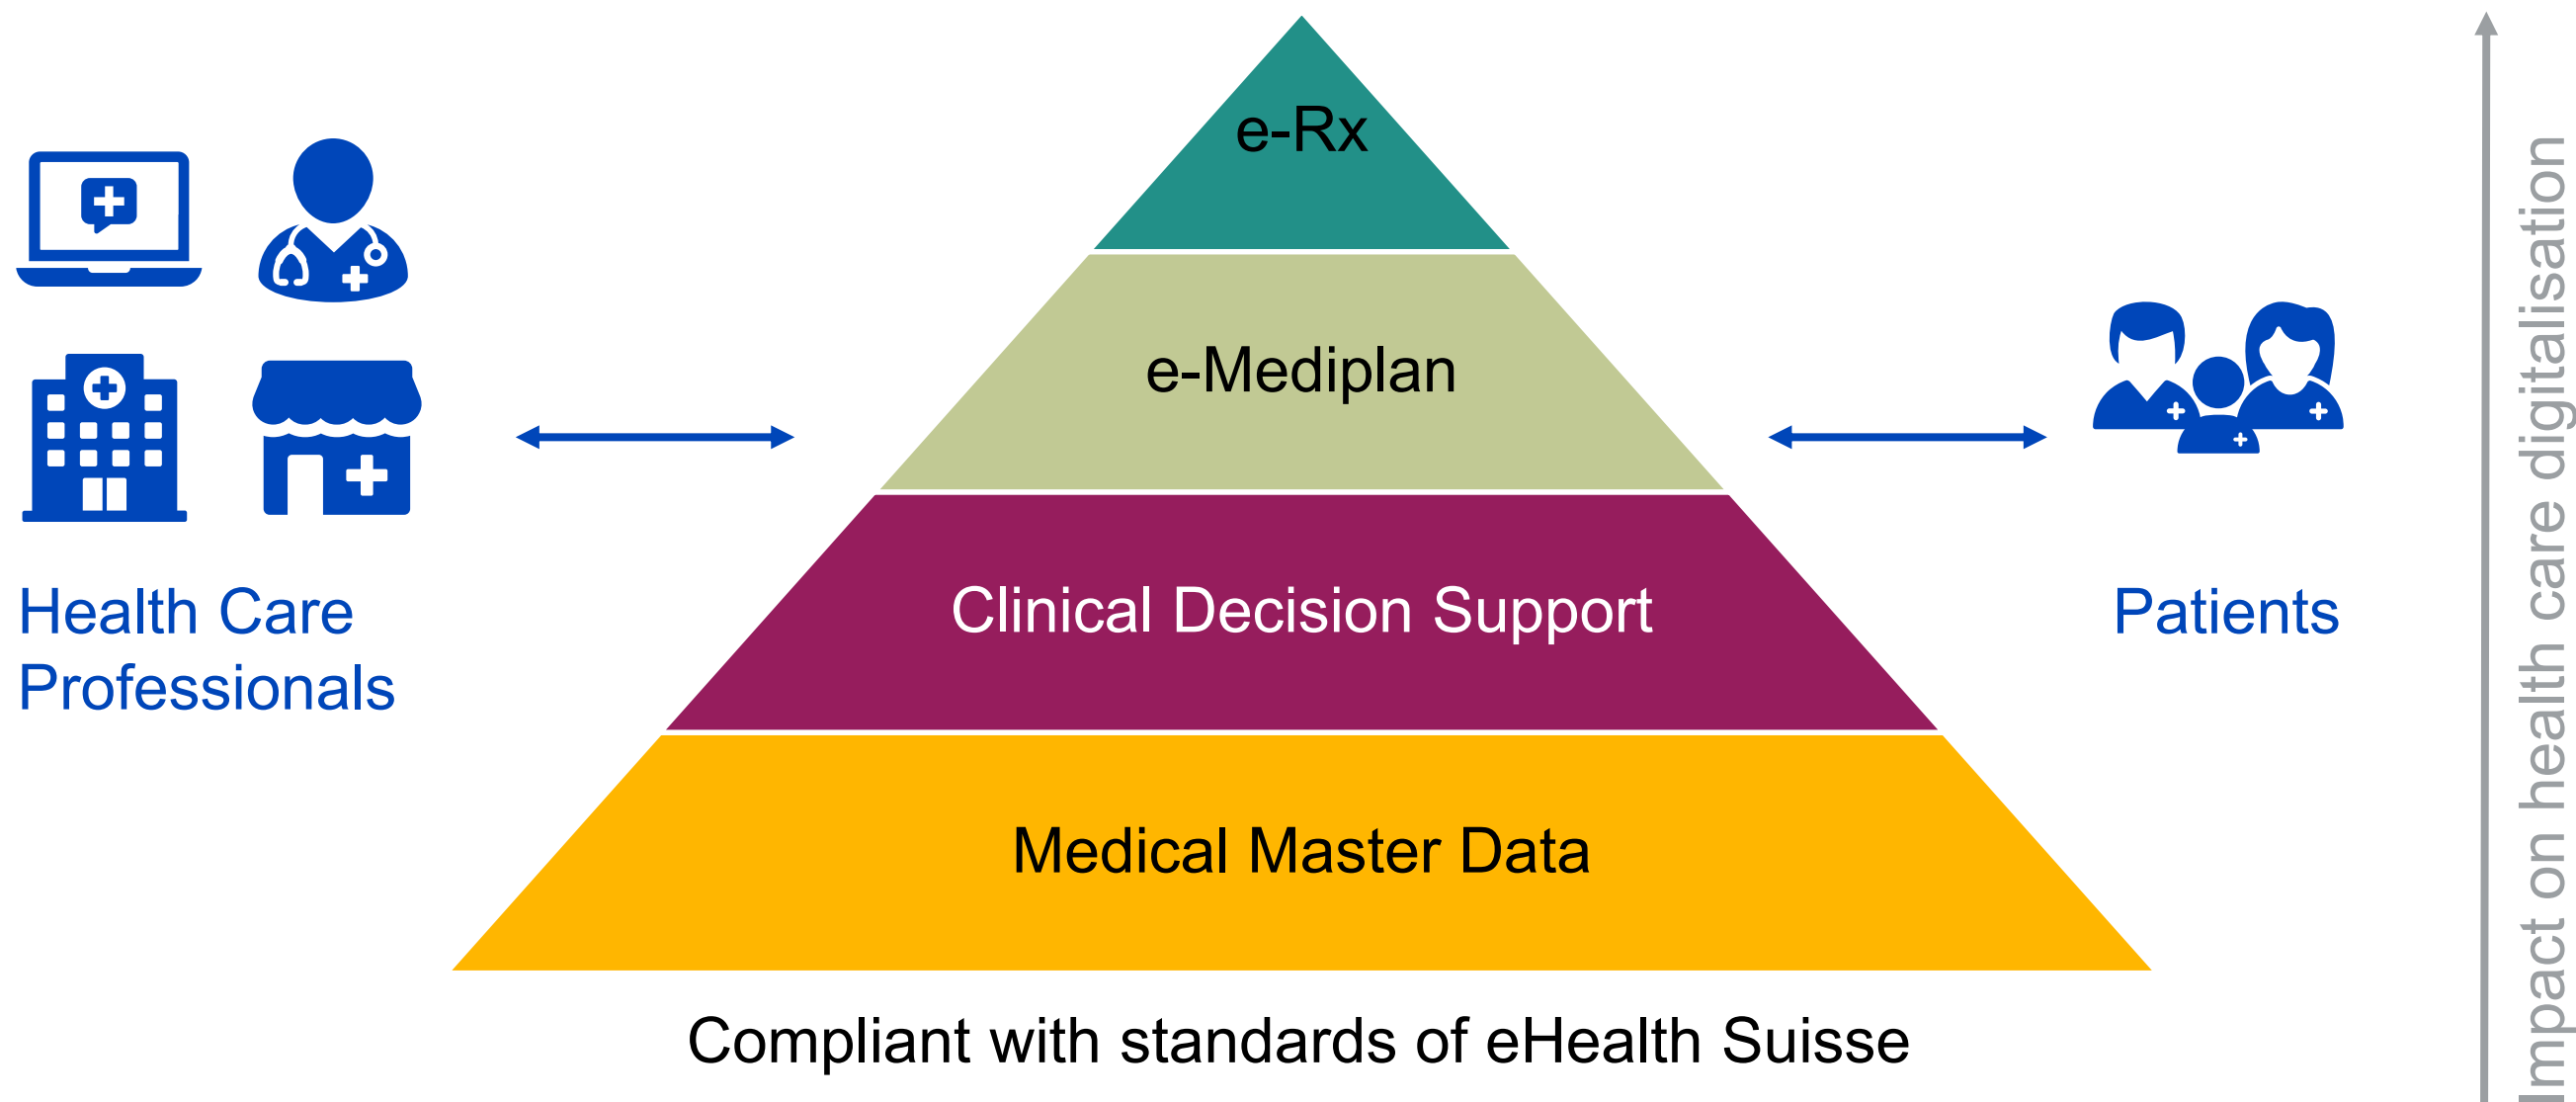 e-Rx
e-Mediplan
Clinical Decision Support
Medical Master Data
Health Care
Professionals
Patients
Compliant with standards of eHealth Suisse
Impact on health care digitalisation